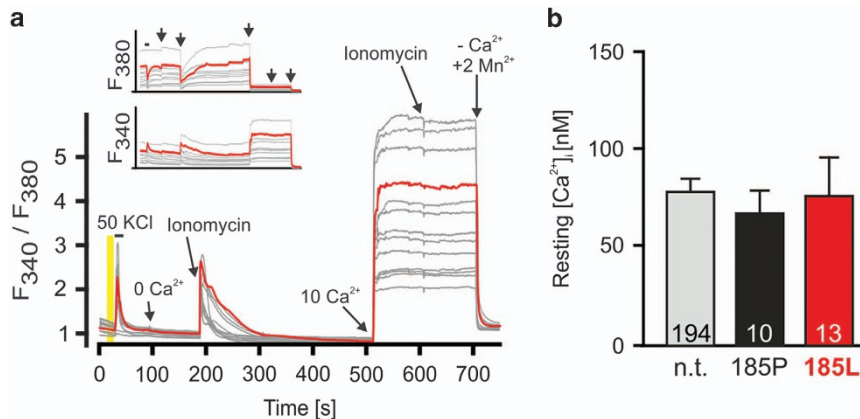 a
F380
F340
F340 / F380
5
4
3
2
1
50 KCl
0 Ca²⁺
Ionomycin
10 Ca²⁺
Ionomycin
- Ca²⁺
+2 Mn²⁺
0 100 200 300 400 500 600 700
Time [s]
b
Resting [Ca²⁺]i [nM]
150
100
50
0
194 10 13
n.t. 185P 185L